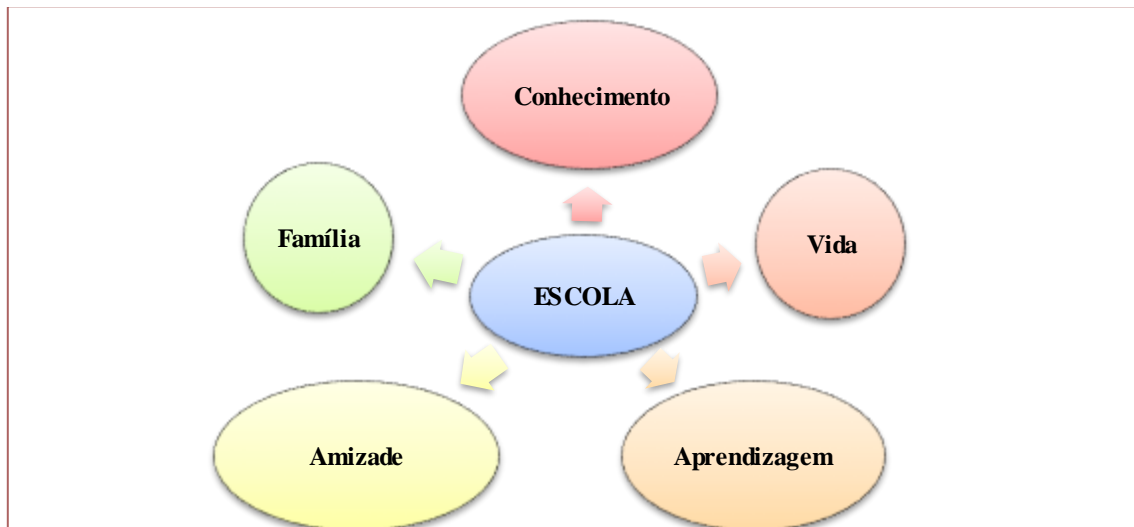 Conhecimento
Família
Vida
ESCOLA
Amizade
Aprendizagem